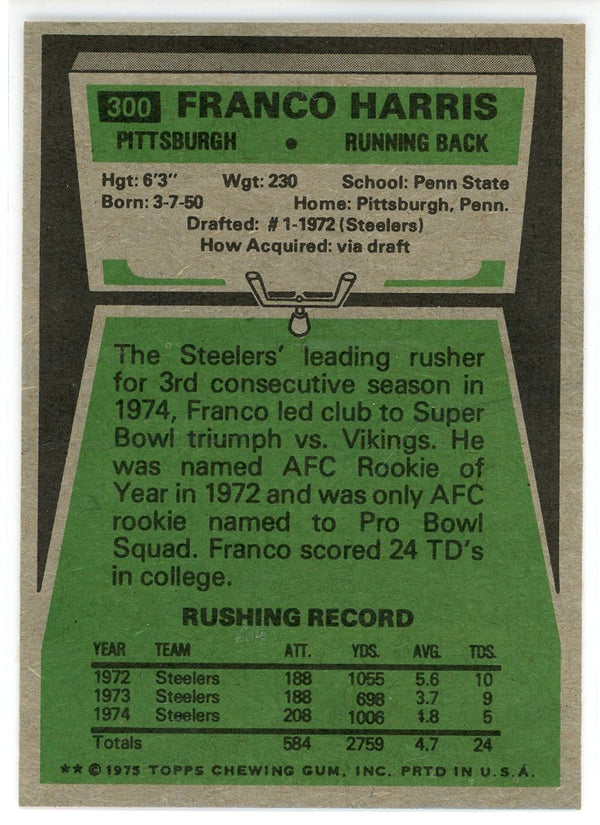 300 FRANCO HARRIS
PITTSBURGH • RUNNING BACK
Hgt: 6'3" Wgt: 230 School: Penn State
Born: 3-7-50 Home: Pittsburgh, Penn.
Drafted: #1-1972 (Steelers)
How Acquired: via draft
The Steelers' leading rusher
for 3rd consecutive season in
1974, Franco led club to Super
Bowl triumph vs. Vikings. He
was named AFC Rookie of
Year in 1972 and was only AFC
rookie named to Pro Bowl
Squad. Franco scored 24 TD's
in college.
RUSHING RECORD
YEAR TEAM ATT. YDS. AVG. TDS.
1972 Steelers 188 1055 5.6 10
1973 Steelers 188 698 3.7 9
1974 Steelers 208 1006 4.8 5
Totals 584 2759 4.7 24
** © 1975 TOPPS CHEWING GUM, INC. PRTD IN U.S.A.